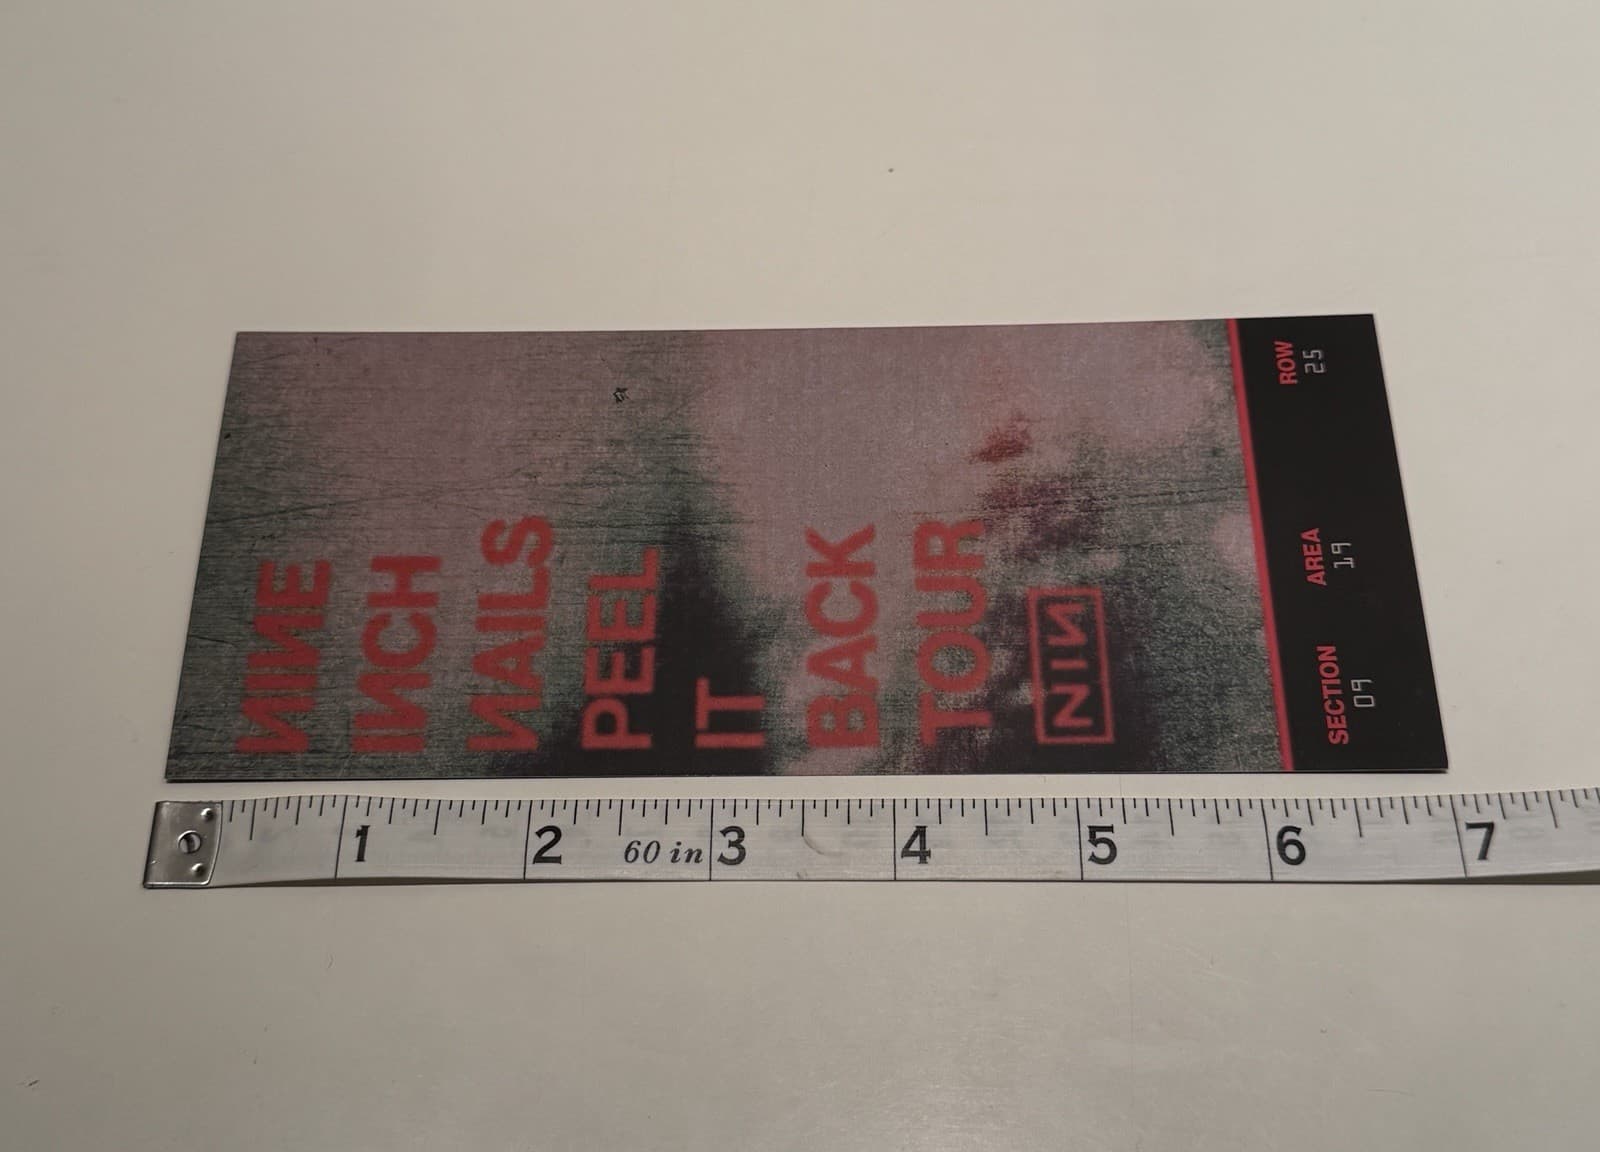 NINE
INCH
NAILS
PEEL
IT
BACK
TOUR
NIN
SECTION
09
AREA
19
ROW
25
1
2
60 in
3
4
5
6
7